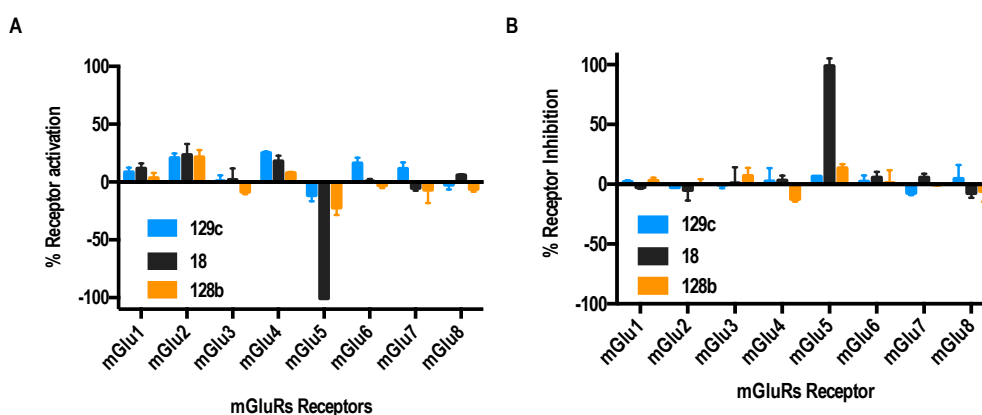 A
% Receptor activation
100
50
0
-50
-100
129c
18
128b
mGlu1
mGlu2
mGlu3
mGlu4
mGlu5
mGlu6
mGlu7
mGlu8
mGluRs Receptors
B
% Receptor Inhibition
100
50
0
-50
-100
129c
18
128b
mGlu1
mGlu2
mGlu3
mGlu4
mGlu5
mGlu6
mGlu7
mGlu8
mGluRs Receptor